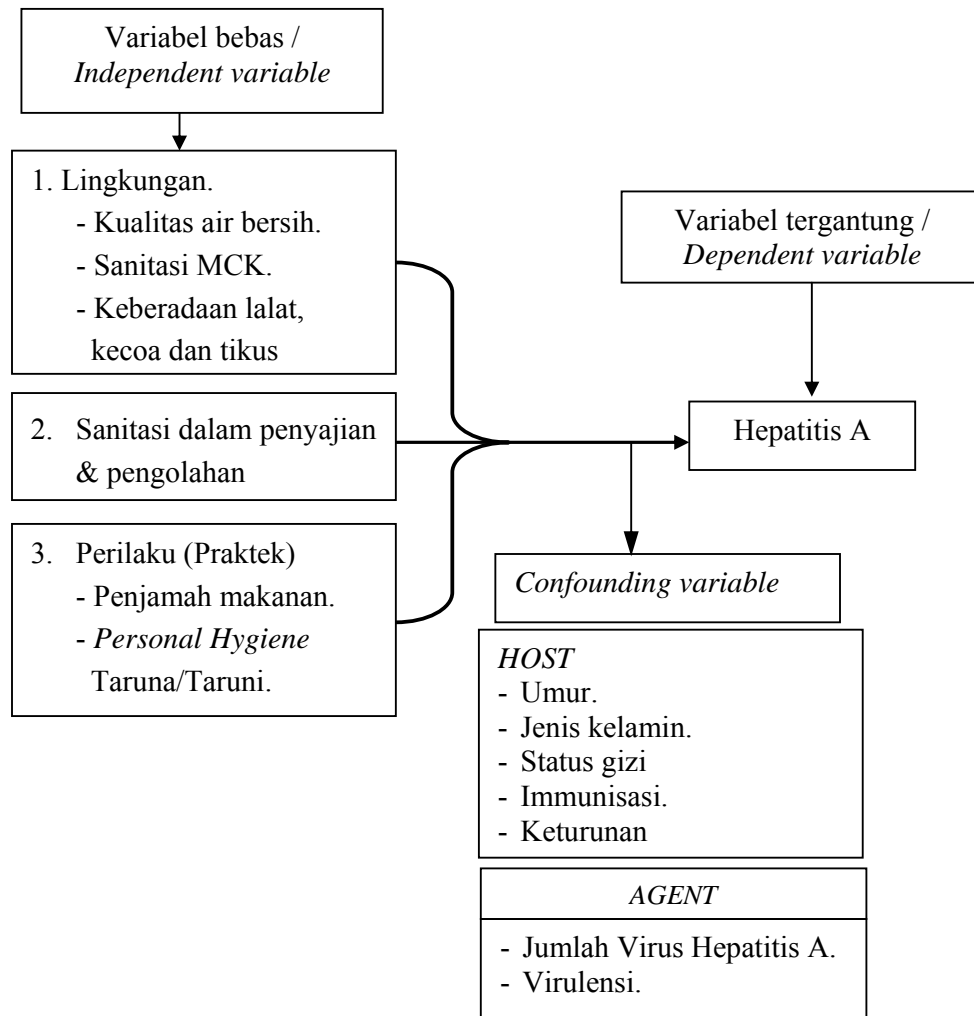 Variabel bebas /
Independent variable
1. Lingkungan.
- Kualitas air bersih.
- Sanitasi MCK.
- Keberadaan lalat,
kecoa dan tikus
2. Sanitasi dalam penyajian
& pengolahan
3. Perilaku (Praktek)
- Penjamah makanan.
- Personal Hygiene
Taruna/Taruni.
Variabel tergantung /
Dependent variable
Hepatitis A
Confounding variable
HOST
- Umur.
- Jenis kelamin.
- Status gizi
- Immunisasi.
- Keturunan
AGENT
- Jumlah Virus Hepatitis A.
- Virulensi.